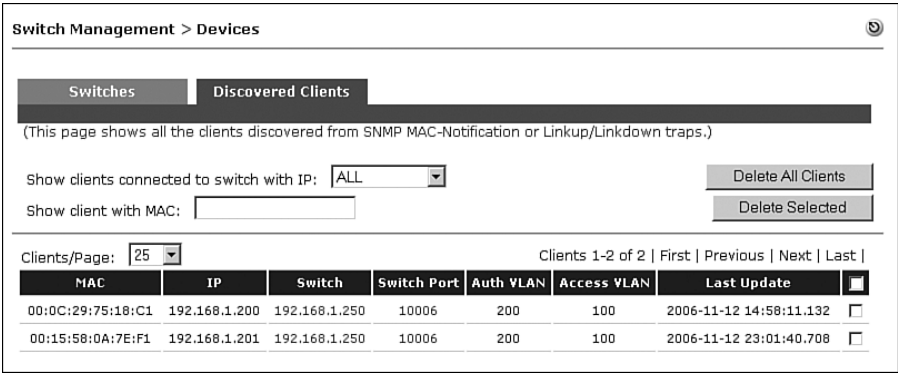 Switch Management > Devices
Switches Discovered Clients
(This page shows all the clients discovered from SNMP MAC-Notification or Linkup/Linkdown traps.)
Show clients connected to switch with IP: ALL Delete All Clients
Show client with MAC: Delete Selected
Clients/Page: 25 Clients 1-2 of 2 | First | Previous | Next | Last |
MAC IP Switch Switch Port Auth VLAN Access VLAN Last Update
00:0C:29:75:18:C1 192.168.1.200 192.168.1.250 10006 200 100 2006-11-12 14:58:11.132
00:15:58:0A:7E:F1 192.168.1.201 192.168.1.250 10006 200 100 2006-11-12 23:01:40.708